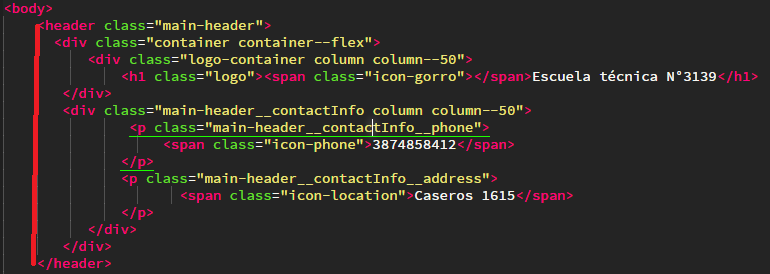 <body>
<header class="main-header">
<div class="container container--flex">
<div class="logo-container column column--50">
<h1 class="logo"><span class="icon-gorro"></span>Escuela técnica N°3139</h1>
</div>
<div class="main-header__contactInfo column column--50">
<p class="main-header__contactInfo__phone">
<span class="icon-phone">3874858412</span>
</p>
<p class="main-header__contactInfo__address">
<span class="icon-location">Caseros 1615</span>
</p>
</div>
</div>
</header>